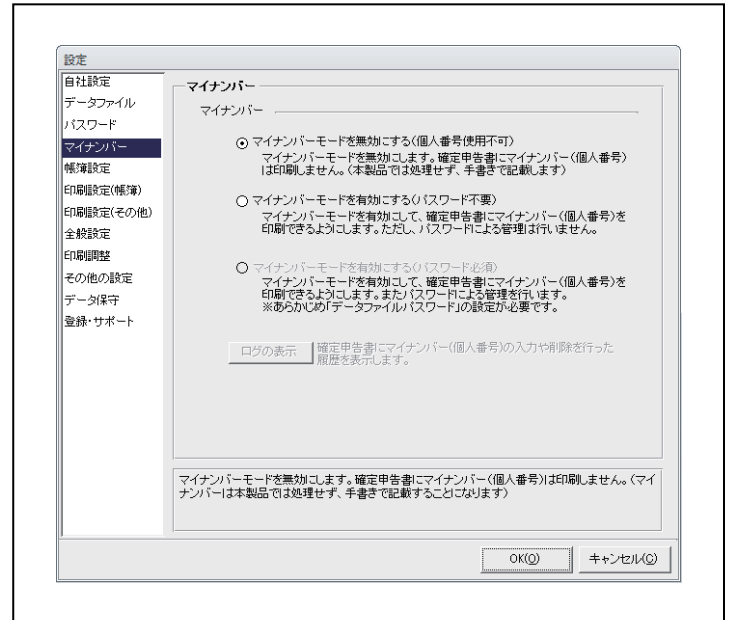 設定
自社設定
データファイル
パスワード
マイナンバー
帳簿設定
印刷設定(帳簿)
印刷設定(その他)
全般設定
印刷調整
その他の設定
データ保守
登録・サポート
マイナンバー
マイナンバー
マイナンバーモードを無効にする(個人番号使用不可)
マイナンバーモードを無効にします。確定申告書にマイナンバー(個人番号)
は印刷しません。(本製品では処理せず、手書きで記載します)
マイナンバーモードを有効にする(パスワード不要)
マイナンバーモードを有効にして、確定申告書にマイナンバー(個人番号)を
印刷できるようにします。ただし、パスワードによる管理は行いません。
マイナンバーモードを有効にする(パスワード必須)
マイナンバーモードを有効にして、確定申告書にマイナンバー(個人番号)を
印刷できるようにします。またパスワードによる管理を行います。
※あらかじめ「データファイルパスワード」の設定が必要です。
ログの表示
確定申告書にマイナンバー(個人番号)の入力や削除を行った
履歴を表示します。
マイナンバーモードを無効にします。確定申告書にマイナンバー(個人番号)は印刷しません。(マイ
ナンバーは本製品では処理せず、手書きで記載することになります)
OK(O)
キャンセル(C)